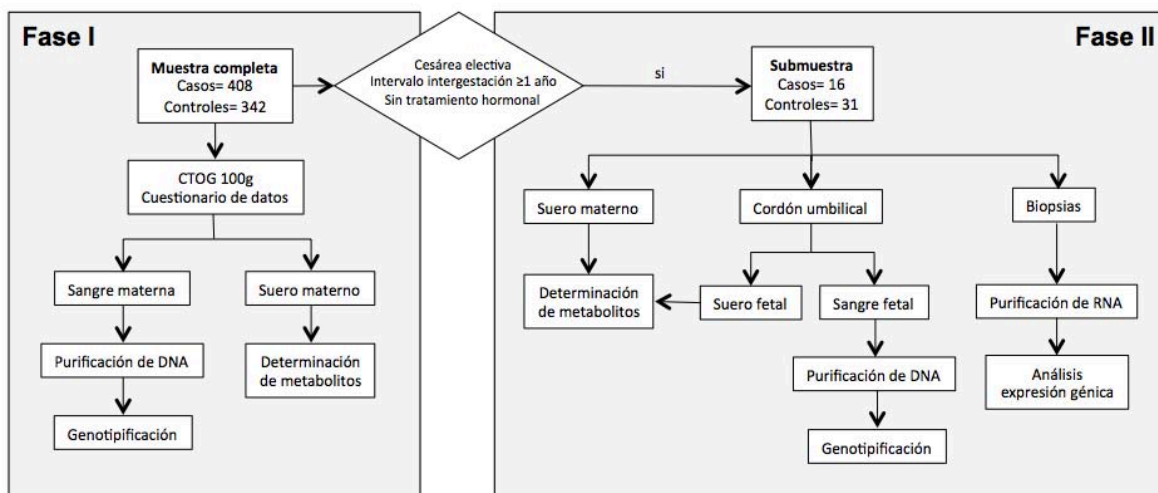 Fase I
Muestra completa
Casos= 408
Controles= 342
CTOG 100g
Cuestionario de datos
Sangre materna
Suero materno
Purificación de DNA
Determinación
de metabolitos
Genotipificación
Cesárea electiva
Intervalo intergestación ≥1 año
Sin tratamiento hormonal
si
Fase II
Submuestra
Casos= 16
Controles= 31
Suero materno
Cordón umbilical
Biopsias
Determinación
de metabolitos
Suero fetal
Sangre fetal
Purificación de RNA
Purificación de DNA
Análisis
expresión génica
Genotipificación